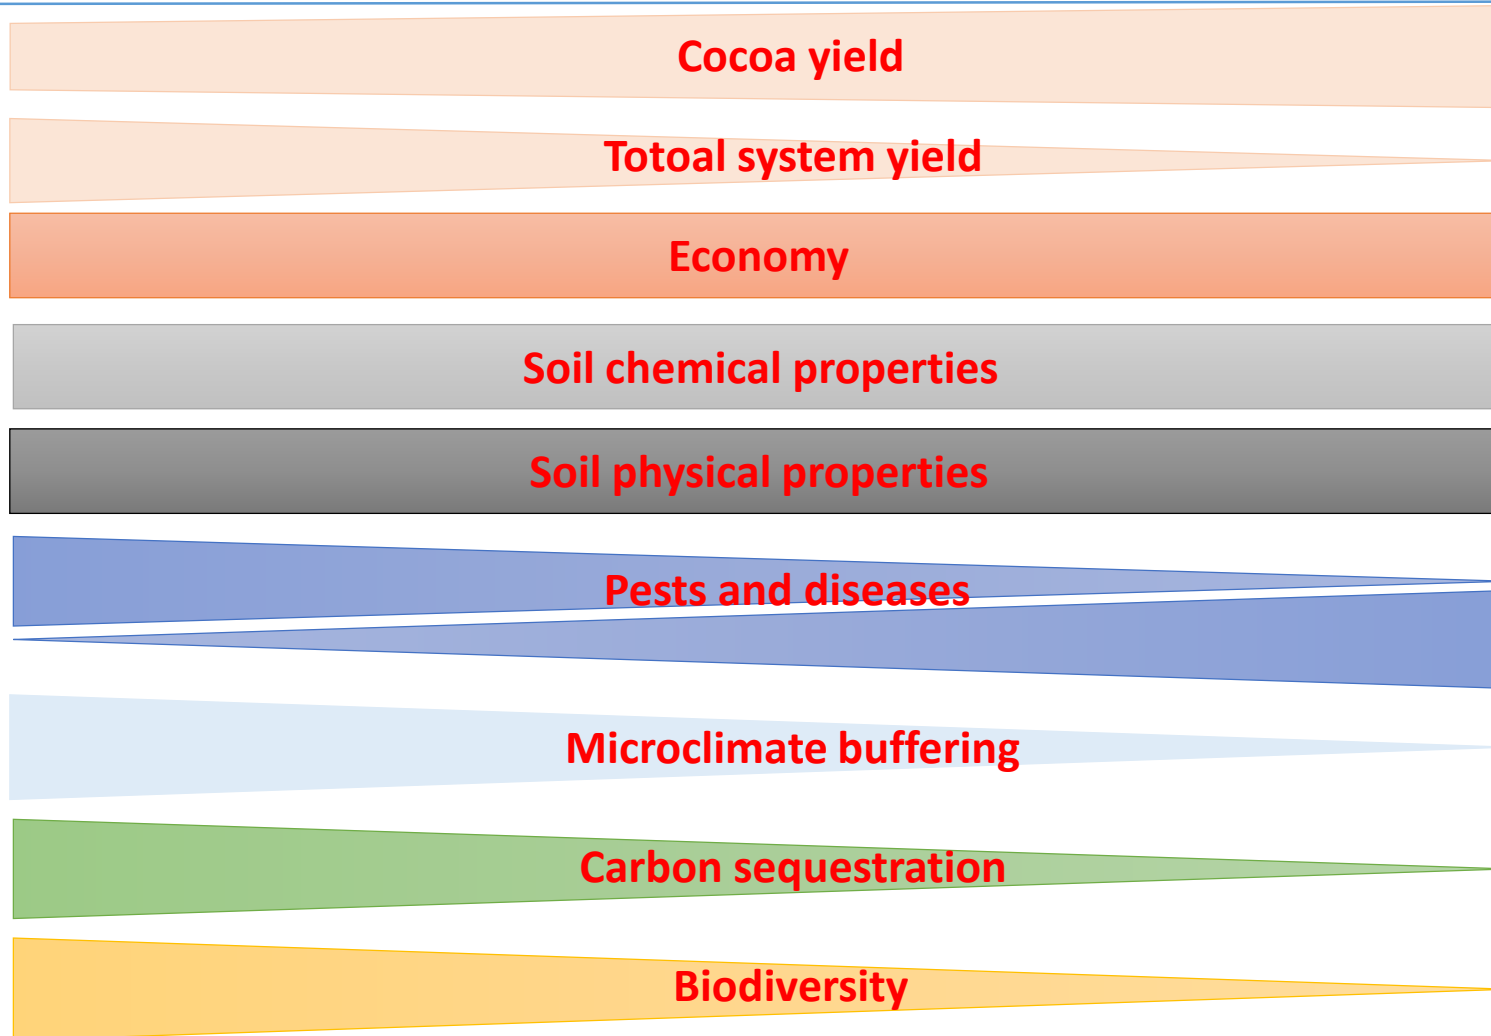 Cocoa yield
Totoal system yield
Economy
Soil chemical properties
Soil physical properties
Pests and diseases
Microclimate buffering
Carbon sequestration
Biodiversity